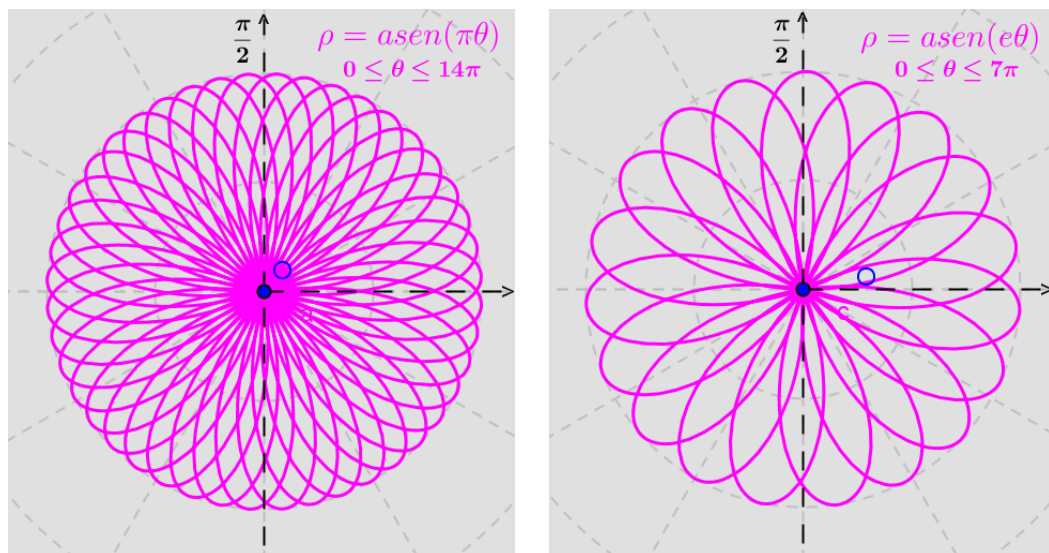 π/2
ρ = asen(πθ)
0 ≤ θ ≤ 14π
π/2
ρ = asen(eθ)
0 ≤ θ ≤ 7π